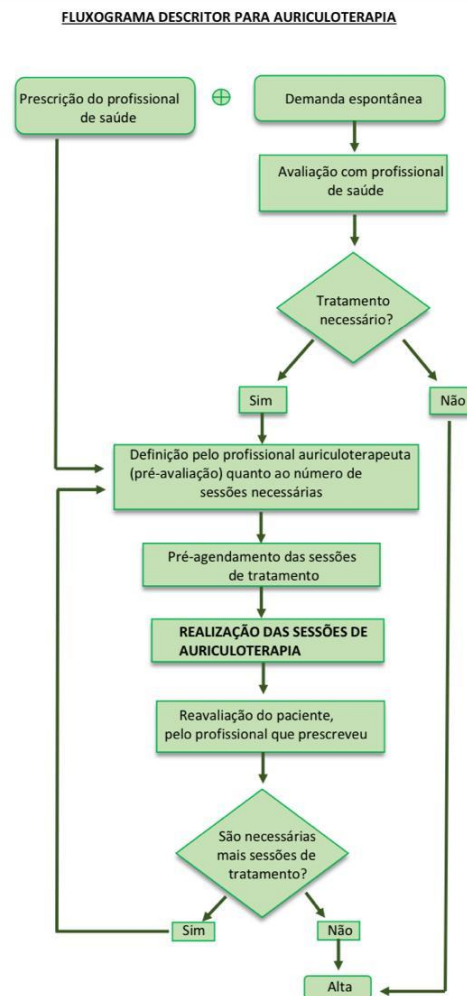 FLUXOGRAMA DESCRITOR PARA AURICULOTERAPIA
Prescrição do profissional
de saúde
Demanda espontânea
Avaliação com profissional
de saúde
Tratamento
necessário?
Sim
Não
Definição pelo profissional auriculoterapeuta
(pré-avaliação) quanto ao número de
sessões necessárias
Pré-agendamento das sessões
de tratamento
REALIZAÇÃO DAS SESSÕES DE
AURICULOTERAPIA
Reavaliação do paciente,
pelo profissional que prescreveu
São necessárias
mais sessões de
tratamento?
Sim
Não
Alta